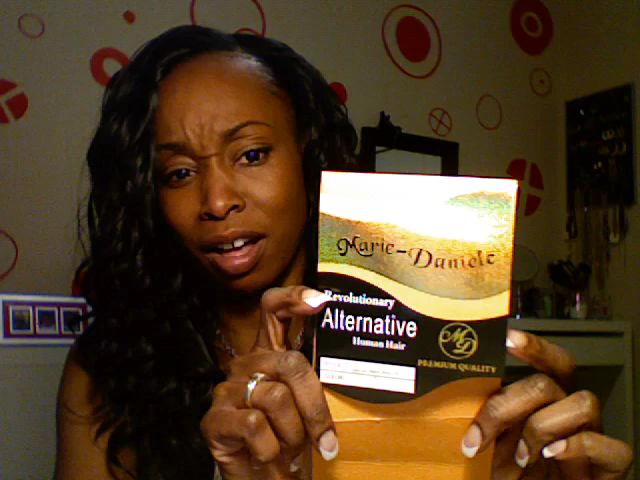 Marie-Daniele
Revolutionary
Alternative
Human Hair
MD
PREMIUM QUALITY